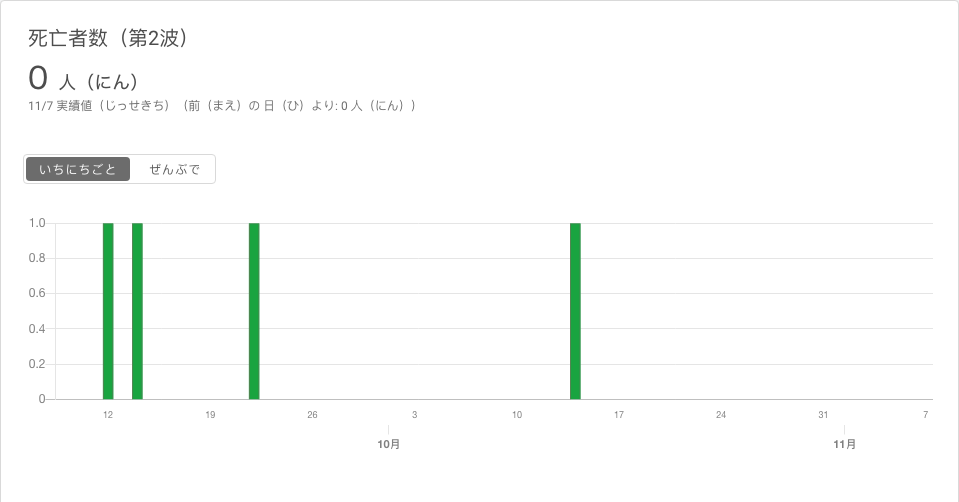 死亡者数（第2波）
0 人（にん）
11/7 実績値（じっせきち）（前（まえ）の 日（ひ）より: 0 人（にん））
いちにちごと ぜんぶで
1.0
0.8
0.6
0.4
0.2
0
12 19 26 3 10 17 24 31 7
10月 11月